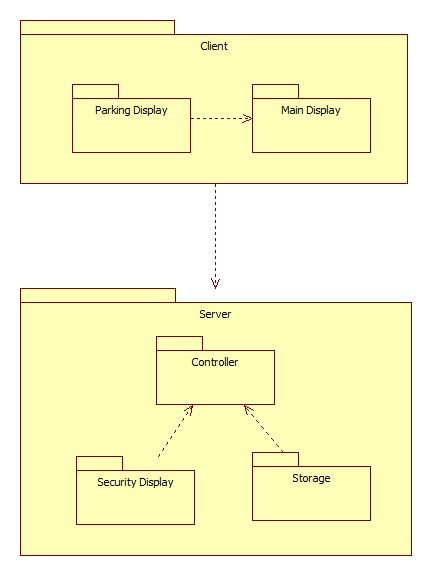 Client
Parking Display
Main Display
Server
Controller
Security Display
Storage